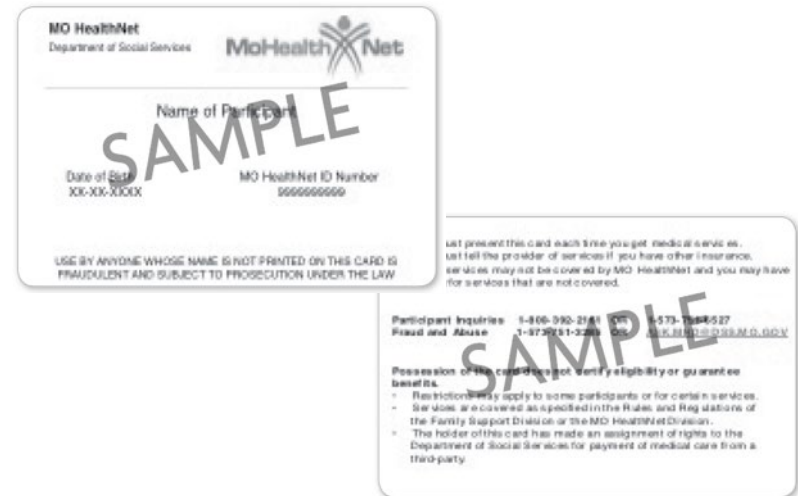 MO HealthNet
Department of Social Services
MoHealthNet
Name of Participant
SAMPLE
Date of Birth
XX-XX-XXXX
MO HealthNet ID Number
9999999999
USE BY ANYONE WHOSE NAME IS NOT PRINTED ON THIS CARD IS
FRAUDULENT AND SUBJECT TO PROSECUTION UNDER THE LAW
ust present this card each time you get medical services.
ust tell the provider of services if you have other insurance.
services may not be covered by MO HealthNet and you may have
for services that are not covered.
Participant Inquiries 1-800-392-2161 OR
Fraud and Abuse 1-573-751-3285 OR
SAMPLE
Possession of the card does not certify eligibility or guarantee
benefits.
- Restrictions may apply to some participants or for certain services.
- Services are covered as specified in the Rules and Regulations of
the Family Support Division or the MO HealthNet Division.
- The holder of this card has made an assignment of rights to the
Department of Social Services for payment of medical care from a
third-party.